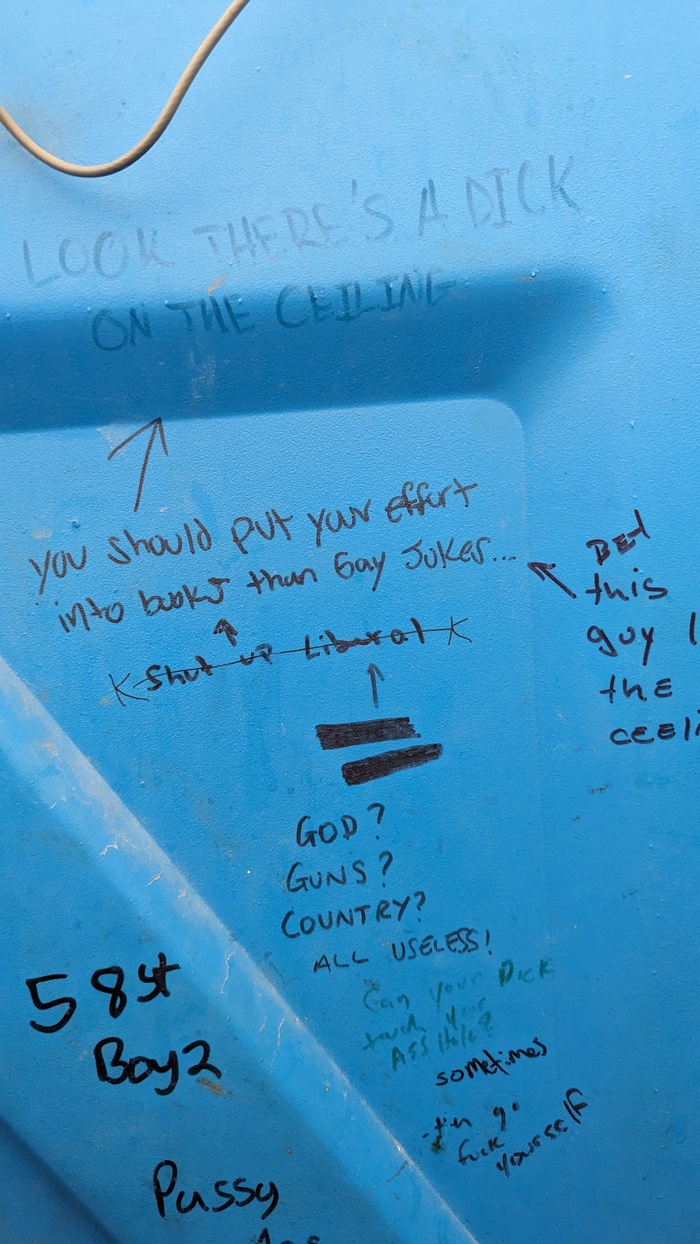 LOOK THERE'S A DICK
ON THE CEILING
you should put your effort
into books than Gay Jokes...
Shut up Liberal
BET
this
guy
the
GOD?
GUNS?
COUNTRY?
ALL USELESS!
Can your Dick
touch your
Ass Hole?
sometimes
go
fuck
yourself
58st
Boy2
Pussy